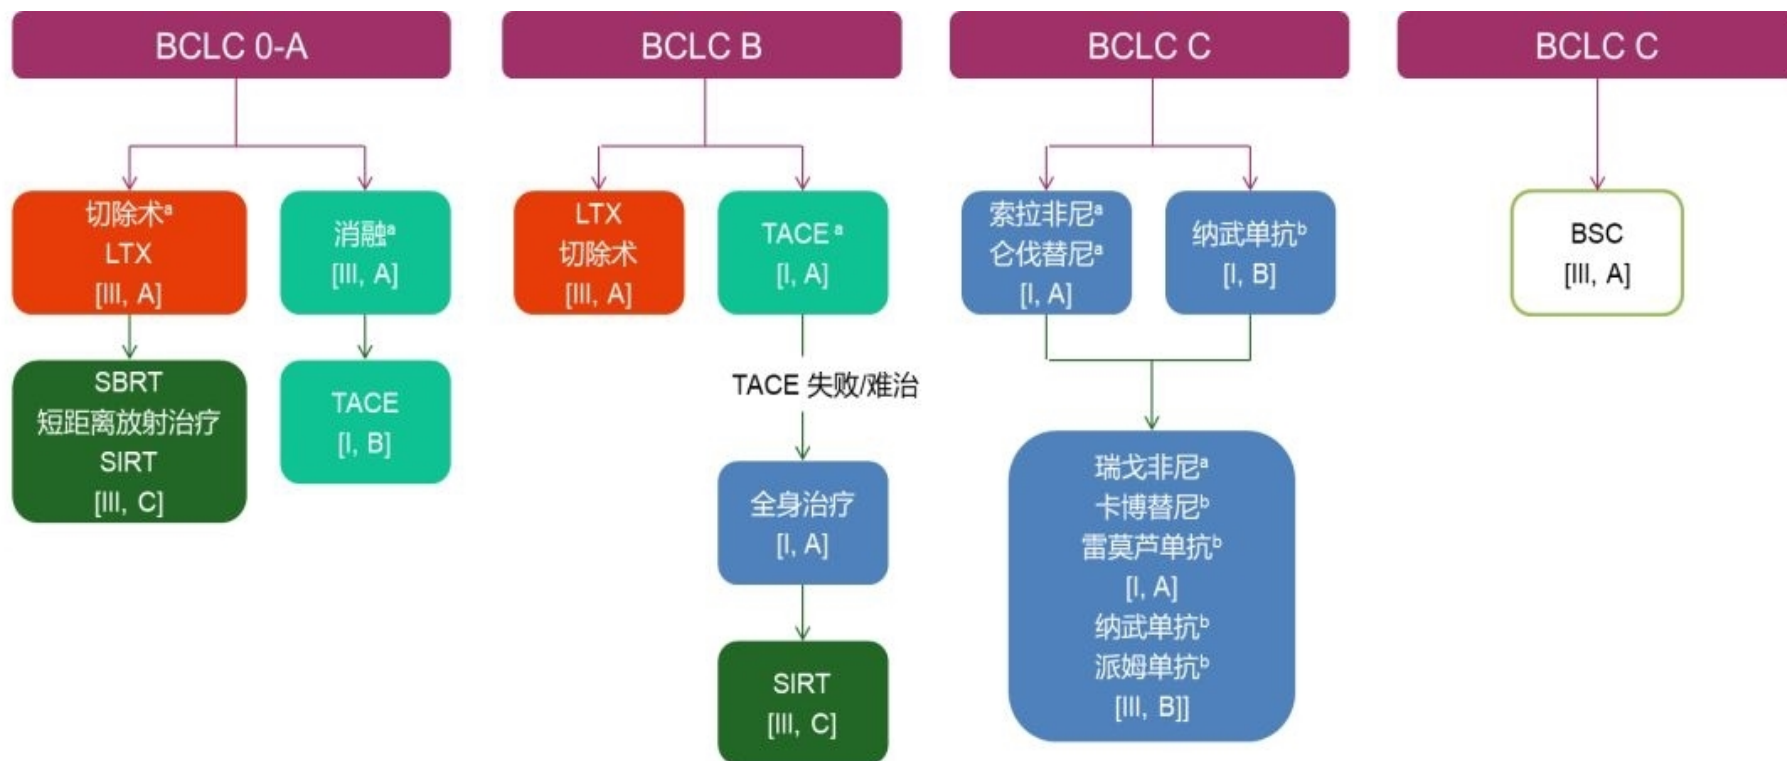 BCLC 0-A
切除术ᵃ
LTX
[III, A]
消融ᵃ
[III, A]
SBRT
短距离放射治疗
SIRT
[III, C]
TACE
[I, B]
BCLC B
LTX
切除术
[III, A]
TACE ᵃ
[I, A]
TACE 失败/难治
全身治疗
[I, A]
SIRT
[III, C]
BCLC C
索拉非尼ᵃ
仑伐替尼ᵃ
[I, A]
纳武单抗ᵇ
[I, B]
瑞戈非尼ᵃ
卡博替尼ᵇ
雷莫芦单抗ᵇ
[I, A]
纳武单抗ᵇ
派姆单抗ᵇ
[III, B]]
BCLC C
BSC
[III, A]